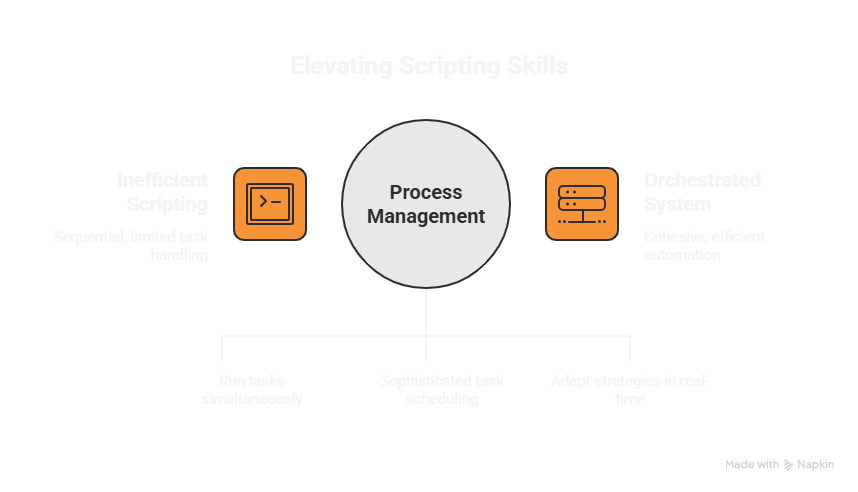 Elevating Scripting Skills
Inefficient
Scripting
Sequential, limited task
handling
Process
Management
Orchestrated
System
Cohesive, efficient
automation
Run tasks
simultaneously
Sophisticated task
scheduling
Adapt strategies in real-
time
Made with Napkin